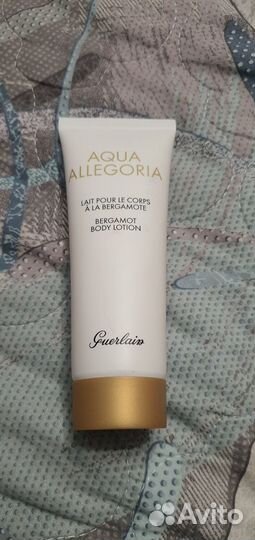 AQUA
ALLEGORIA
LAIT POUR LE CORPS
À LA BERGAMOTE
BERGAMOT
BODY LOTION
Guerlain
Avito